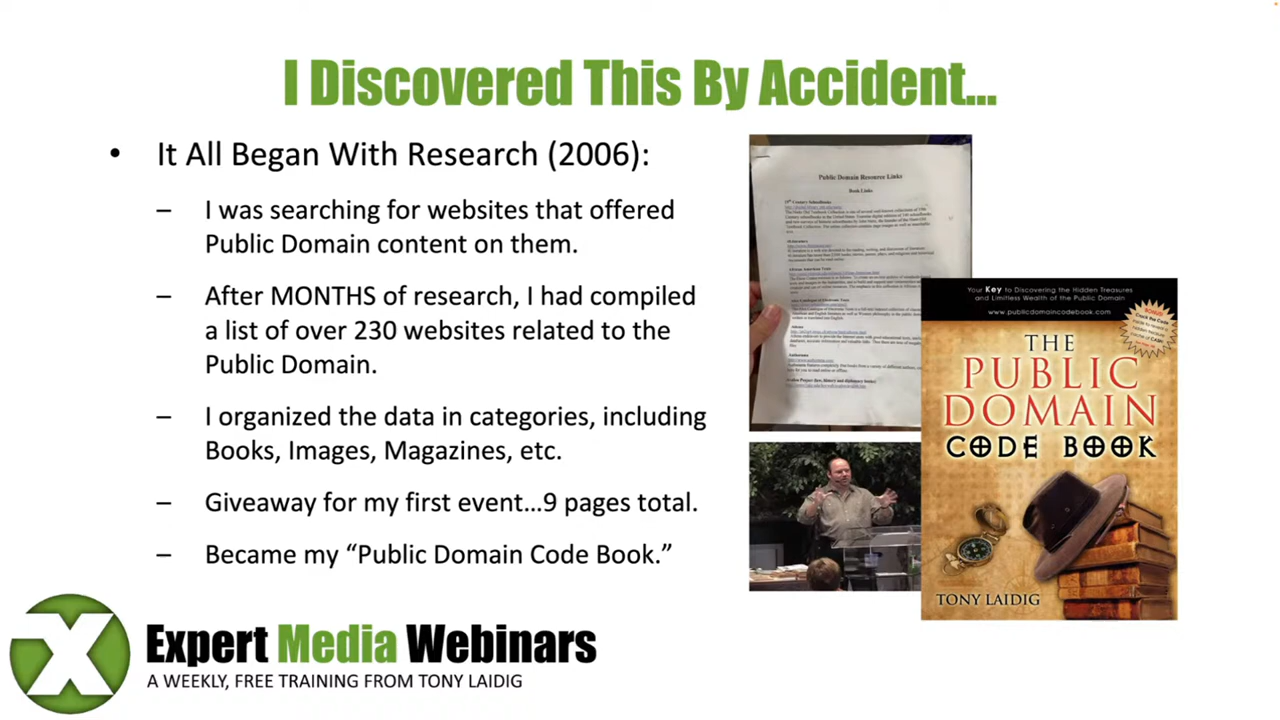 I Discovered This By Accident...
• It All Began With Research (2006):
– I was searching for websites that offered
Public Domain content on them.
– After MONTHS of research, I had compiled
a list of over 230 websites related to the
Public Domain.
– I organized the data in categories, including
Books, Images, Magazines, etc.
– Giveaway for my first event...9 pages total.
– Became my “Public Domain Code Book.”
Public Domain Resource Links
Book Links
Your Key to Discovering the Hidden Treasures
and Limitless Wealth of the Public Domain
www.publicdomaincodebook.com
BONUS!
THE
PUBLIC
DOMAIN
CODE BOOK
TONY LAIDIG
X
Expert Media Webinars
A WEEKLY, FREE TRAINING FROM TONY LAIDIG